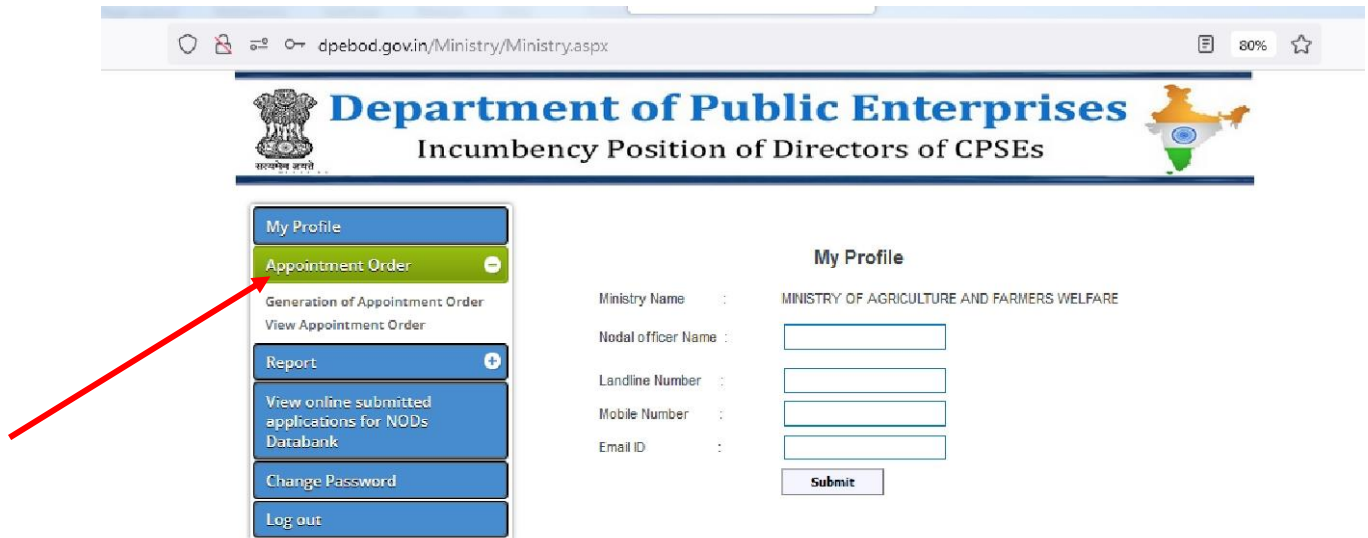 dpebod.gov.in/Ministry/Ministry.aspx
80%
Department of Public Enterprises
Incumbency Position of Directors of CPSEs
सत्यमेव जयते
My Profile
Appointment Order
Generation of Appointment Order
View Appointment Order
Report
View online submitted
applications for NODs
Databank
Change Password
Log out
My Profile
Ministry Name : MINISTRY OF AGRICULTURE AND FARMERS WELFARE
Nodal officer Name :
Landline Number :
Mobile Number :
Email ID :
Submit